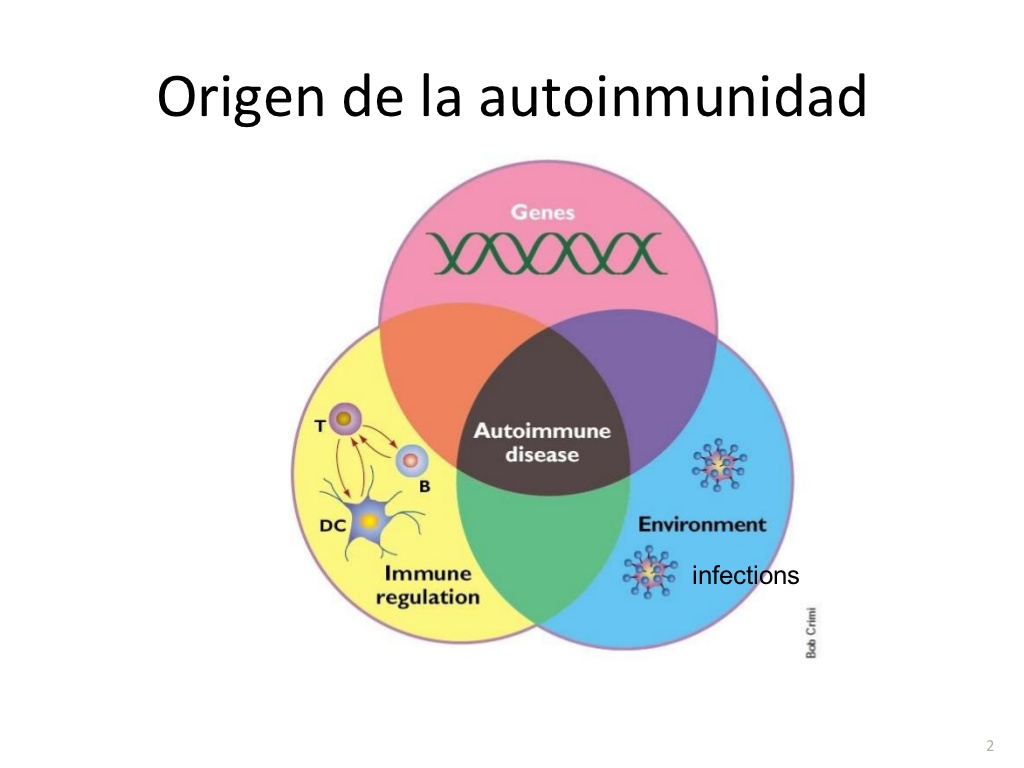 Origen de la autoinmunidad
Genes
T
B
DC
Autoimmune
disease
Immune
regulation
Environment
infections
Bob Crimi
2